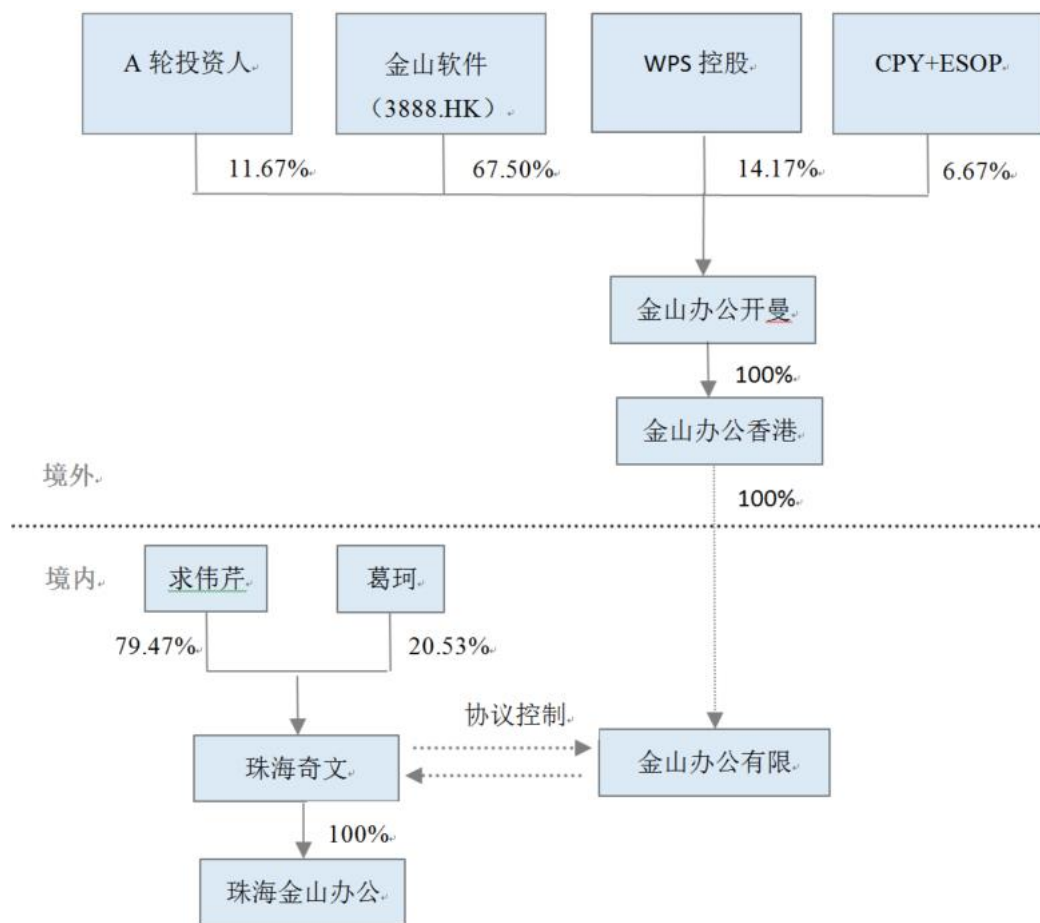 A 轮投资人
金山软件
（3888.HK）
WPS 控股
CPY+ESOP
11.67%
67.50%
14.17%
6.67%
金山办公开曼
100%
金山办公香港
境外
100%
境内
求伟芹
葛珂
79.47%
20.53%
协议控制
珠海奇文
金山办公有限
100%
珠海金山办公